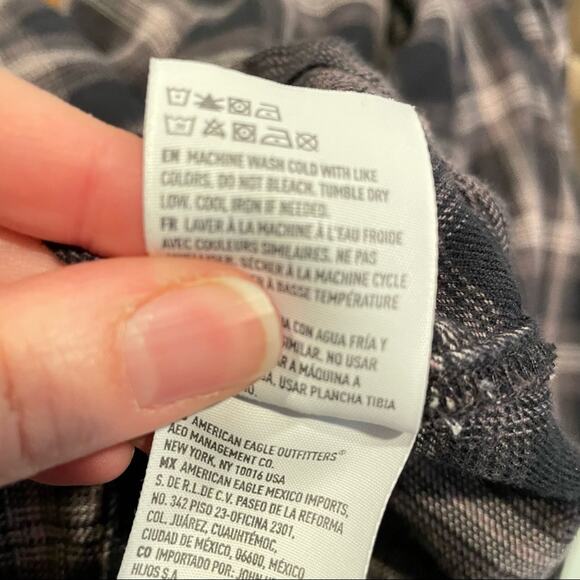 EN MACHINE WASH COLD WITH LIKE
COLORS. DO NOT BLEACH. TUMBLE DRY
LOW. COOL IRON IF NEEDED.
FR LAVER À LA MACHINE À L'EAU FROIDE
AVEC COULEURS SIMILAIRES. NE PAS
SÉCHER À LA MACHINE CYCLE
À BASSE TEMPÉRATURE
CON AGUA FRÍA Y
NO USAR
A MÁQUINA A
USAR PLANCHA TIBIA
AMERICAN EAGLE OUTFITTERS®
AEO MANAGEMENT CO.
NEW YORK, NY 10016 USA
MX AMERICAN EAGLE MEXICO IMPORTS,
S. DE R.L. DE C.V. PASEO DE LA REFORMA
NO. 342 PISO 23-OFICINA 2301,
COL. JUÁREZ, CUAUHTÉMOC,
CIUDAD DE MÉXICO, 06600, MÉXICO
CO IMPORTADO POR: JOHN
HIJOS S.A